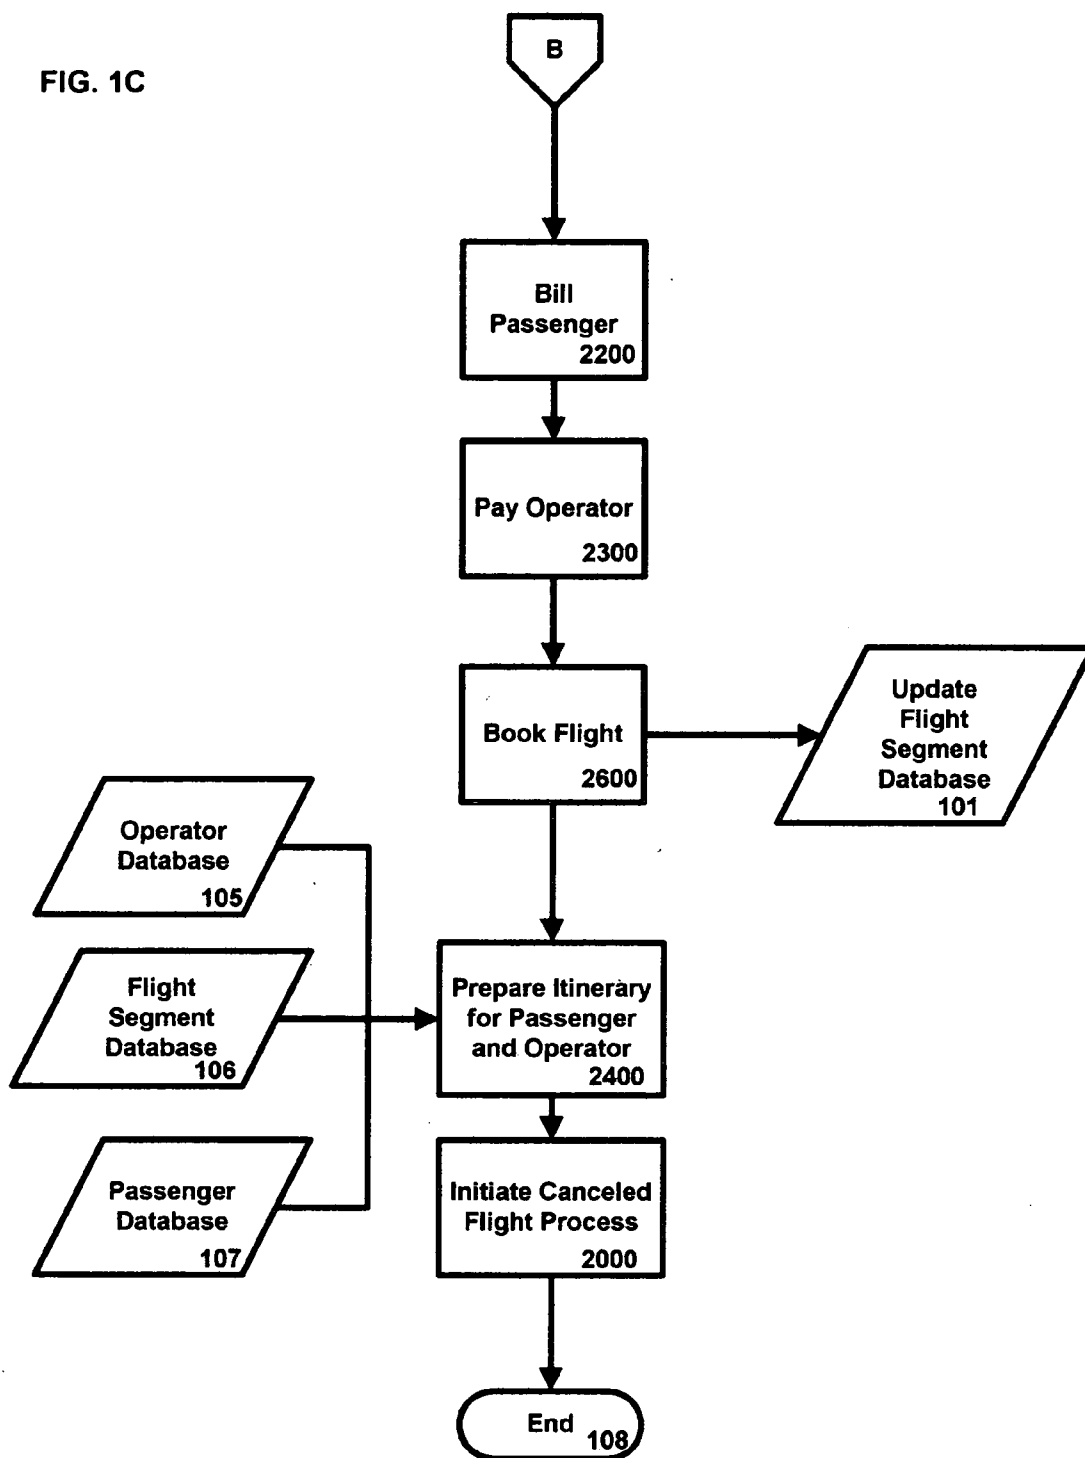 FIG. 1C
B
Bill
Passenger
2200
Pay Operator
2300
Book Flight
2600
Update
Flight
Segment
Database
101
Operator
Database
105
Flight
Segment
Database
106
Prepare Itinerary
for Passenger
and Operator
2400
Passenger
Database
107
Initiate Canceled
Flight Process
2000
End
108